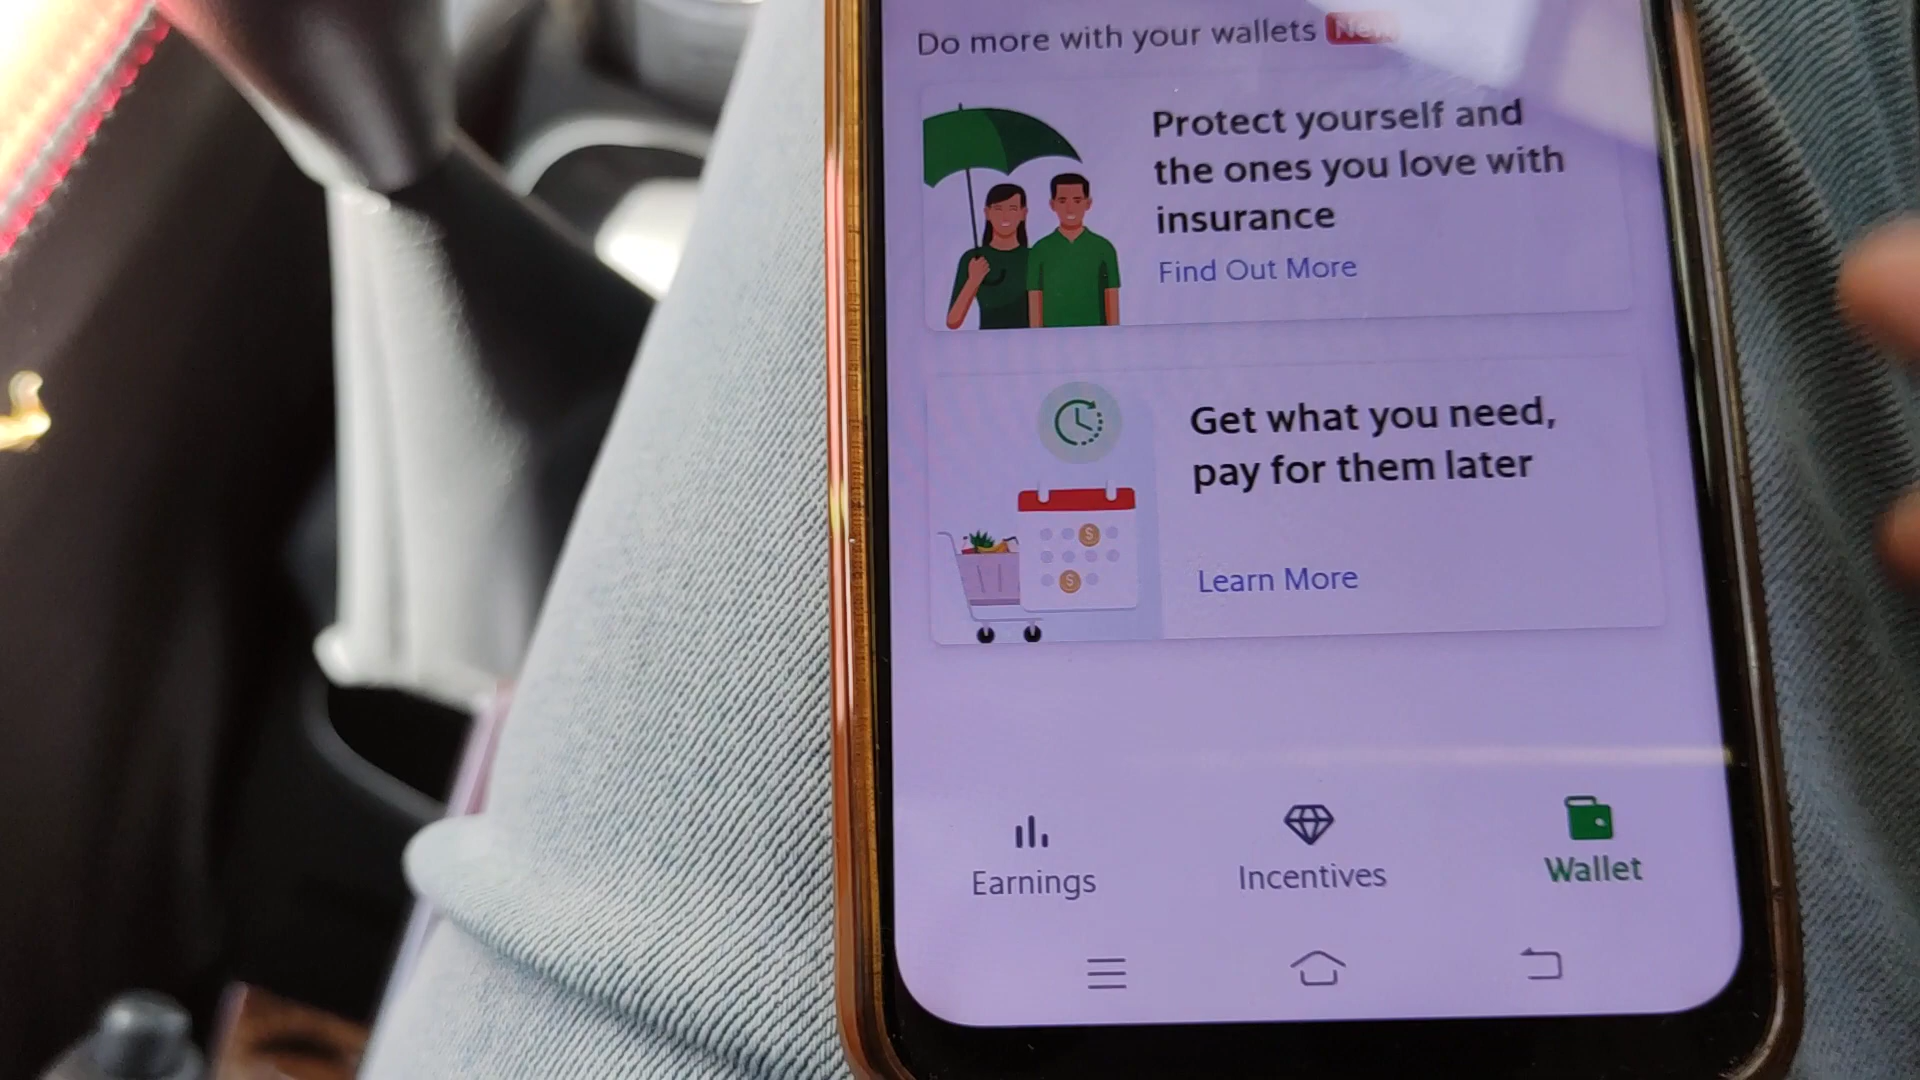 Do more with your wallets New
Protect yourself and
the ones you love with
insurance
Find Out More
Get what you need,
pay for them later
$
$
Learn More
Earnings
Incentives
Wallet